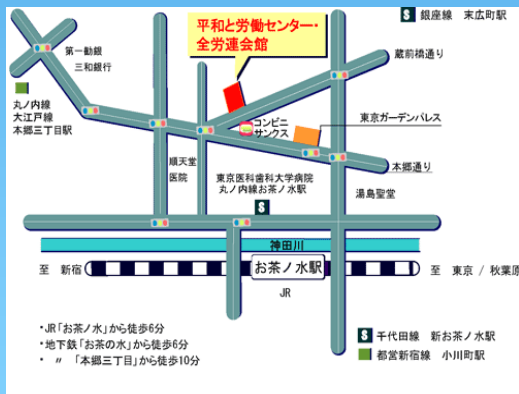 平和と労働センター・
全労連会館
S 銀座線 末広町駅
第一勧銀
三和銀行
蔵前橋通り
丸ノ内線
大江戸線
本郷三丁目駅
コンビニ
サンクス
東京ガーデンパレス
順天堂
医院
東京医科歯科大学病院
丸ノ内線お茶ノ水駅
本郷通り
湯島聖堂
S
神田川
至 新宿
お茶ノ水駅
至 東京 / 秋葉原
JR
・JR「お茶ノ水」から徒歩6分
・地下鉄「お茶の水」から徒歩6分
・ 〃 「本郷三丁目」から徒歩10分
S 千代田線 新お茶ノ水駅
都営新宿線 小川町駅